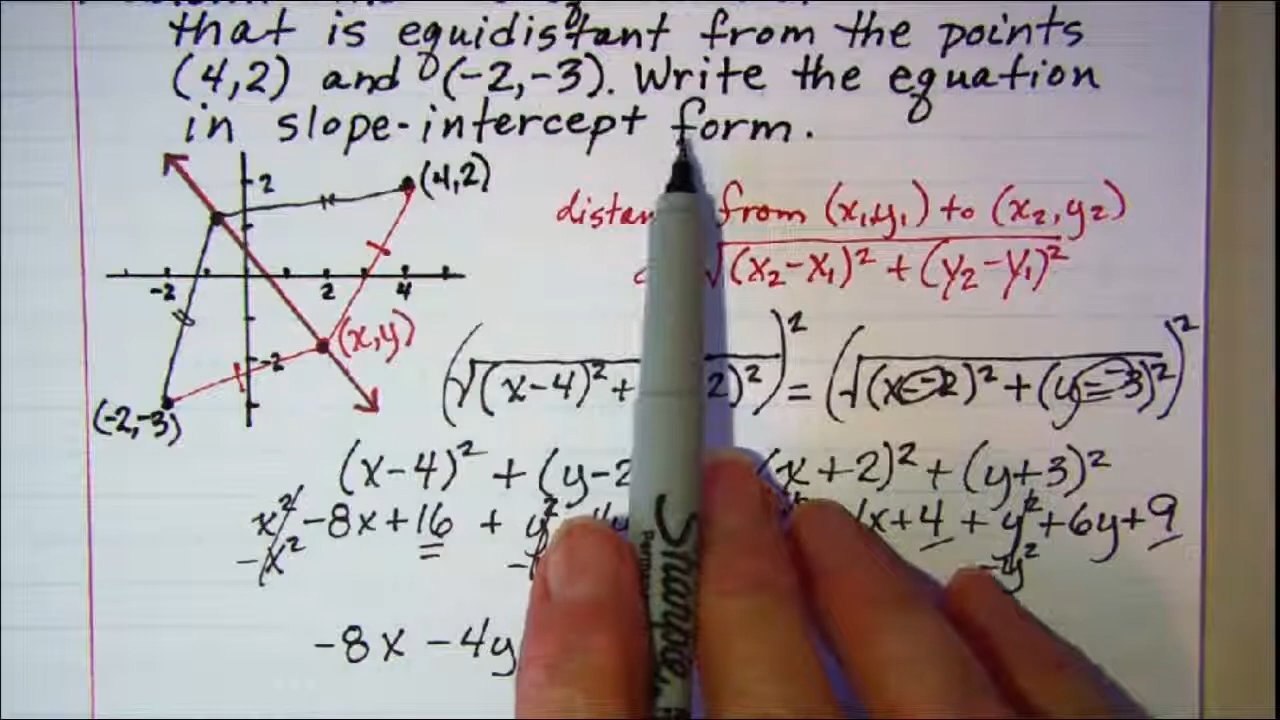 that is equidistant from the points
(4,2) and (-2,-3). Write the equation
in slope-intercept form.
2
(4,2)
-2
2
4
(x,y)
-2
(-2,-3)
from (x₁,y₁) to (x₂,y₂)
√(x₂-x₁)² + (y₂-y₁)²
(√(x-4)² + 2)²)² = (√(x--2)² + (y--3)²)²
(x-4)² + (y-2 (x+2)² + (y+3)²
x² -8x+16 + y² x+4 + y² +6y+9
-x² -y²
-8x -4y
Sharpie